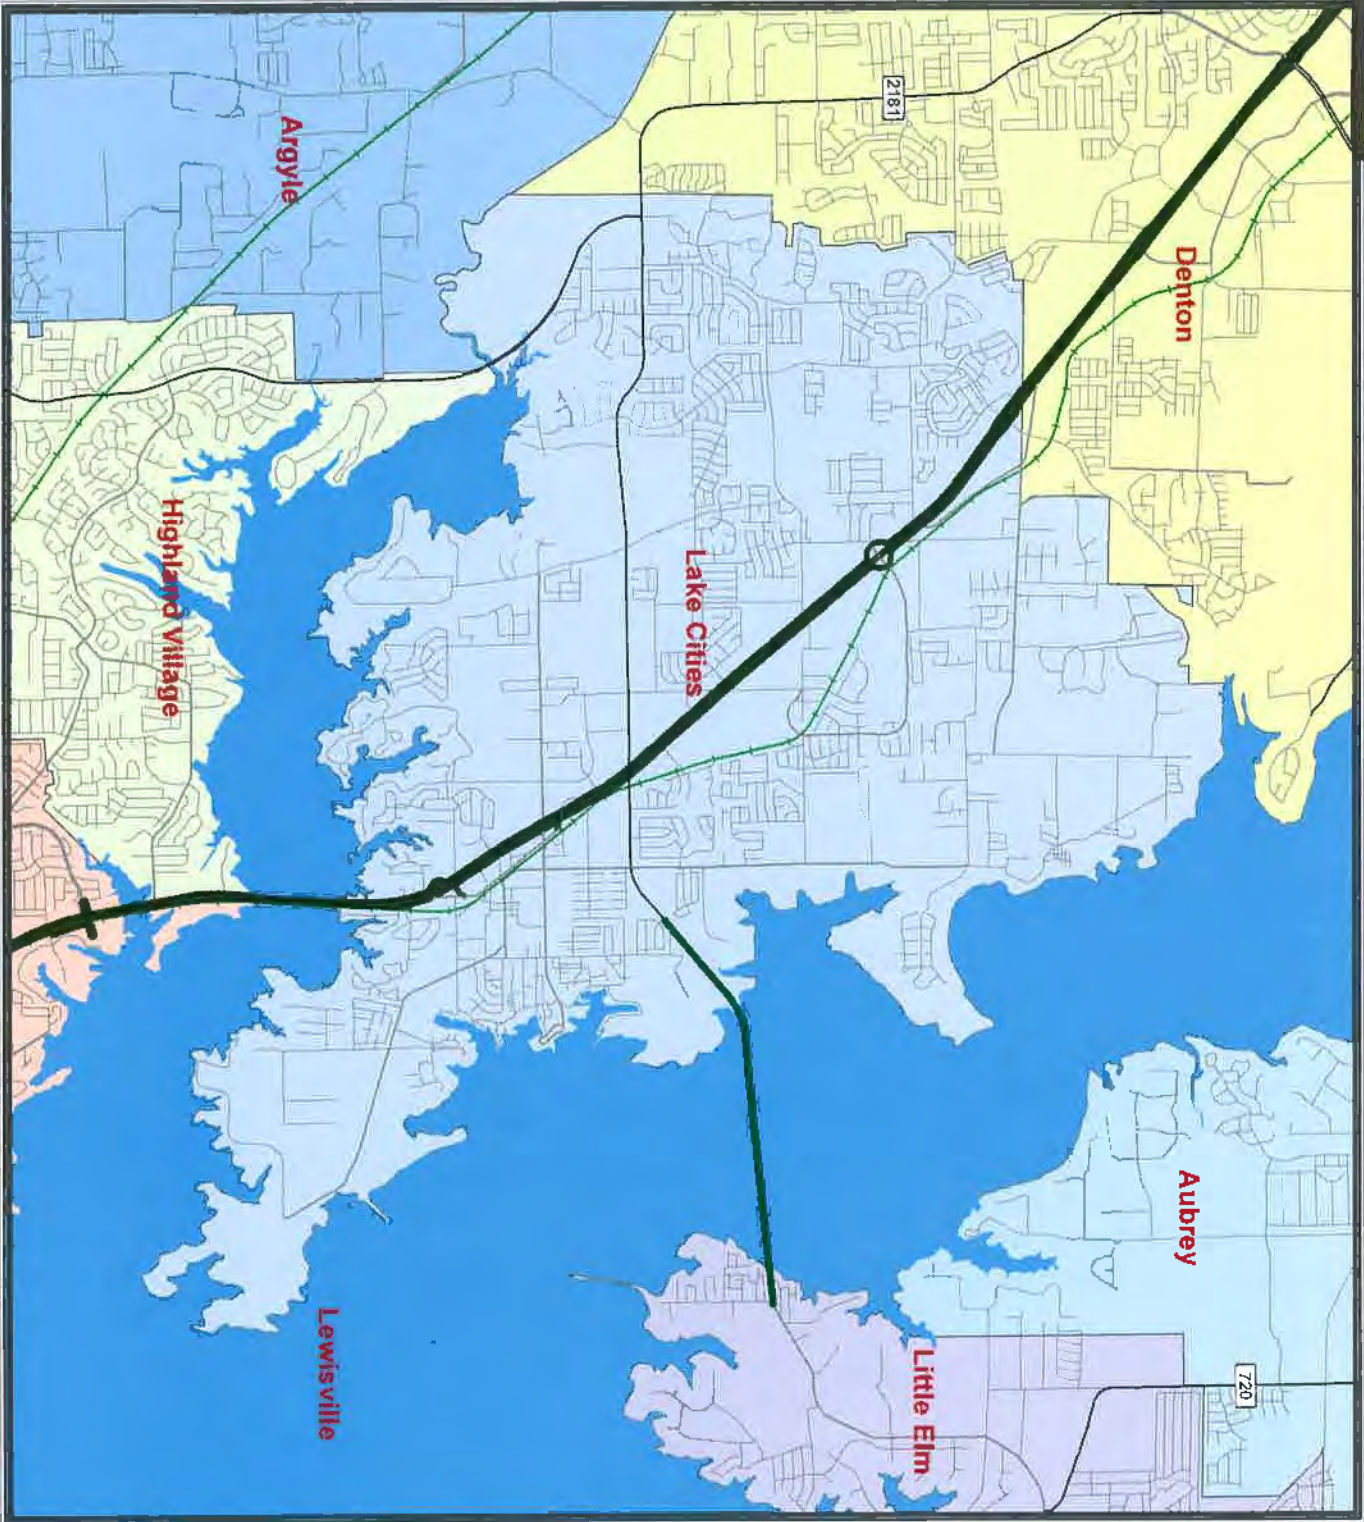 Denton
2181
Argyle
Lake Cities
Highland Village
Aubrey
720
Little Elm
Lewisville